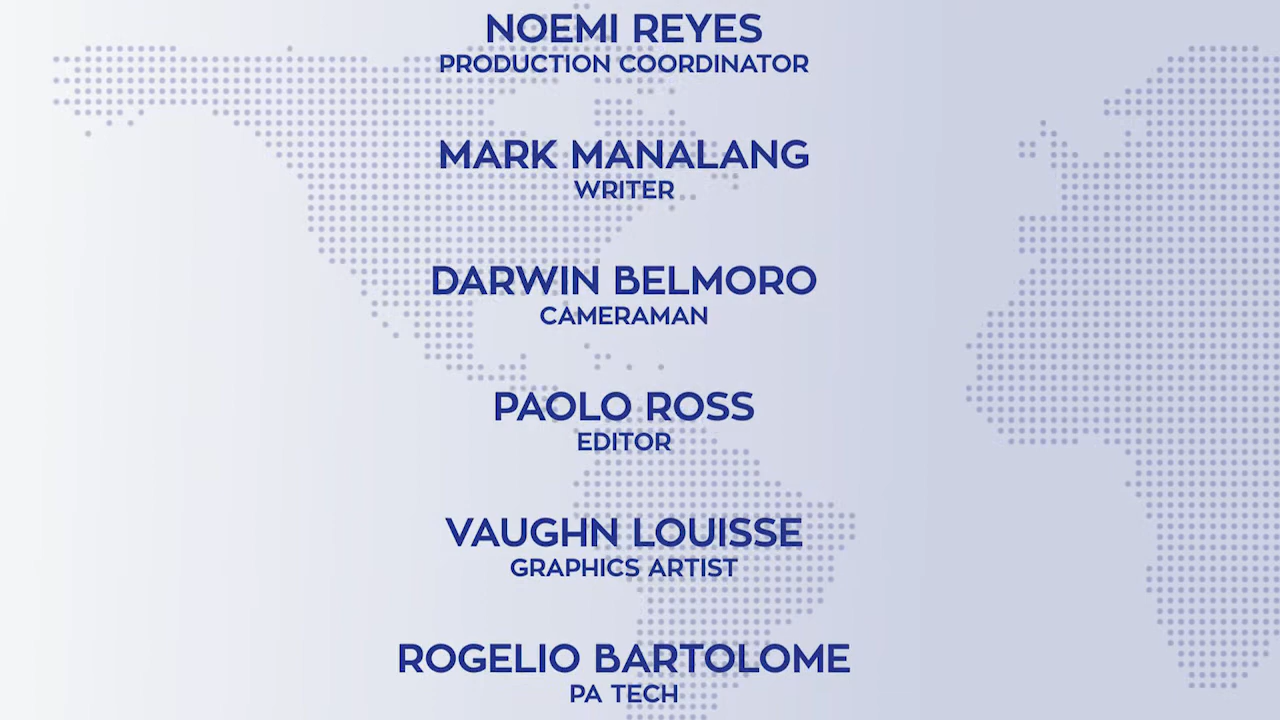 NOEMI REYES
PRODUCTION COORDINATOR
MARK MANALANG
WRITER
DARWIN BELMORO
CAMERAMAN
PAOLO ROSS
EDITOR
VAUGHN LOUISSE
GRAPHICS ARTIST
ROGELIO BARTOLOME
PA TECH